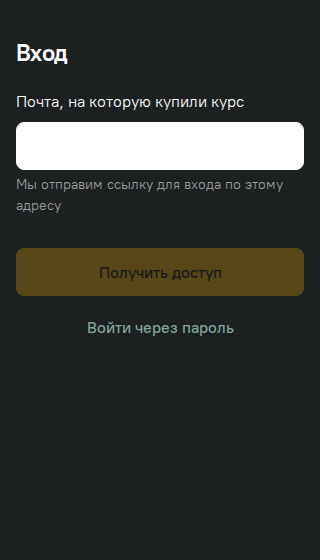 Вход
Почта, на которую купили курс
Мы отправим ссылку для входа по этому
адресу
Получить доступ
Войти через пароль